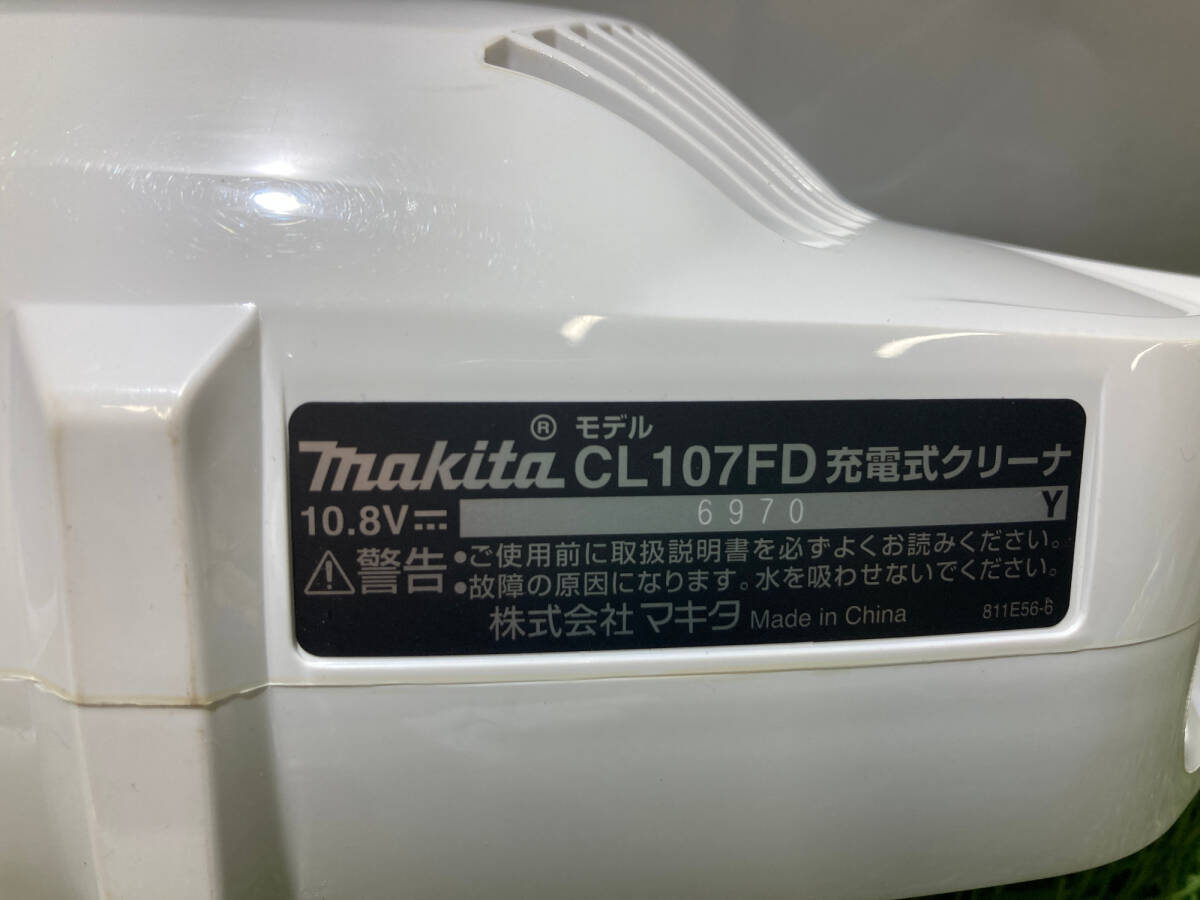 makita® モデル CL107FD 充電式クリーナ
10.8V⎓ 6970 Y
⚠警告 •ご使用前に取扱説明書を必ずよくお読みください。
•故障の原因になります。水を吸わせないでください。
株式会社 マキタ Made in China 811E56-6